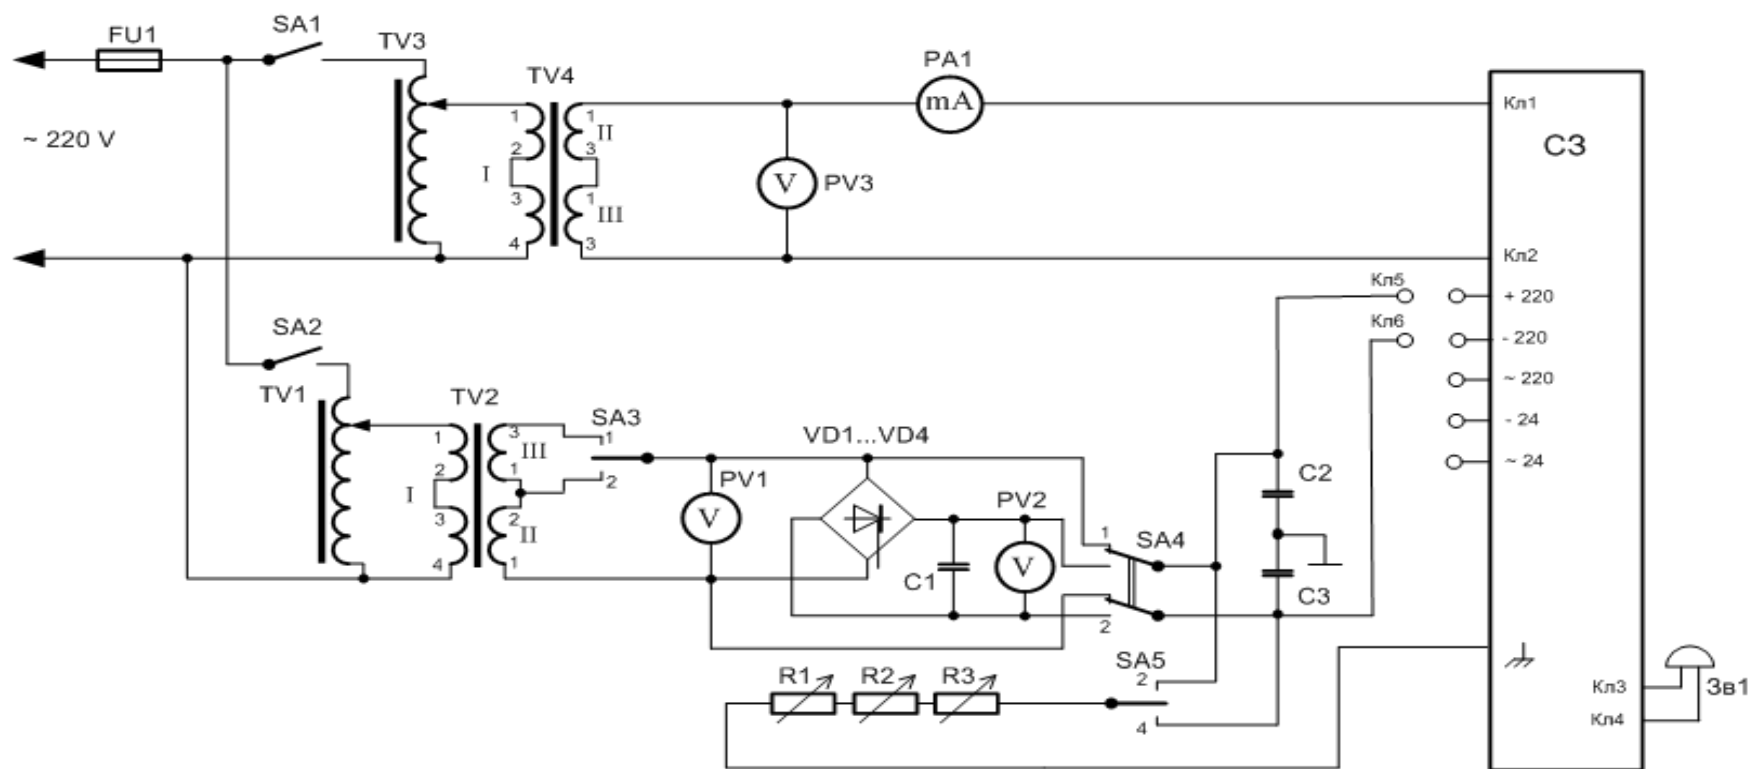 SA1
FU1
TV3
TV4
PA1
mA
Кл1
С3
~ 220 V
1
2
3
4
I
1
II
3
1
III
3
V
PV3
Кл2
Кл5
+ 220
Кл6
- 220
~ 220
- 24
~ 24
SA2
TV1
TV2
SA3
VD1...VD4
1
2
3
4
I
3
III
1
2
II
1
1
2
PV1
V
PV2
V
C1
1
2
SA4
C2
C3
SA5
2
4
R1
R2
R3
Кл3
Кл4
Зв1